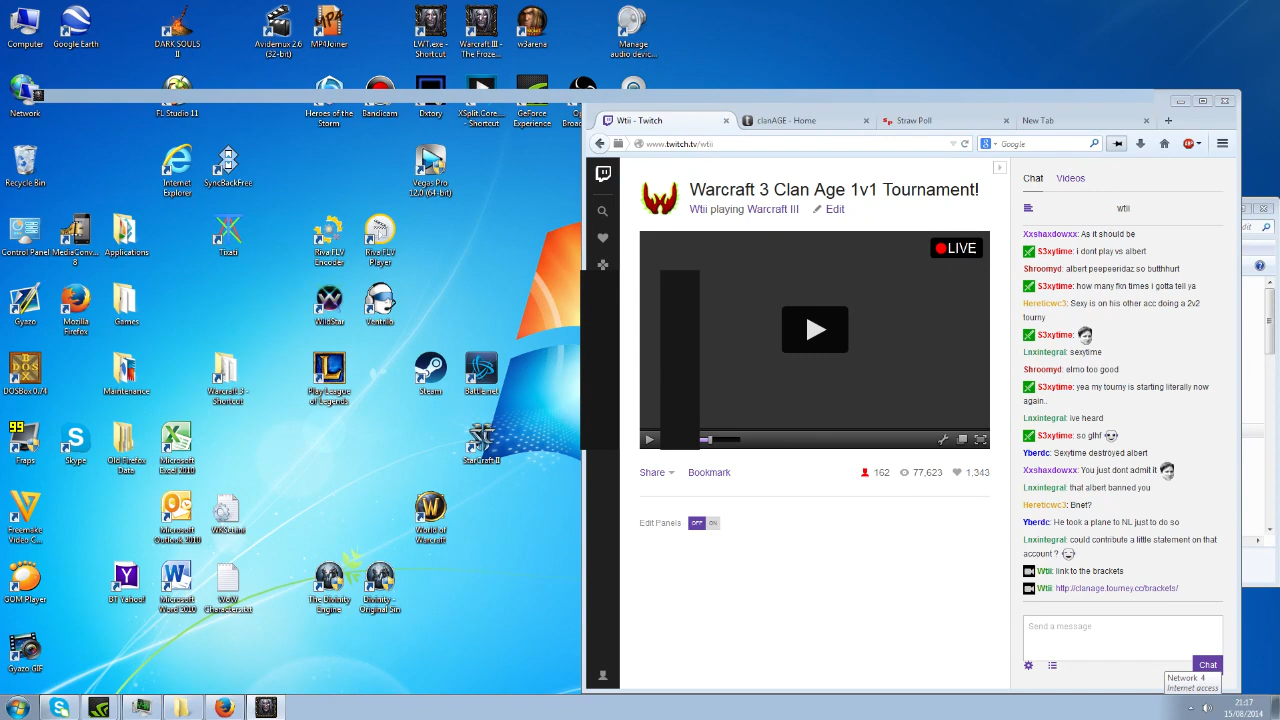 Computer
Google Earth
DARK SOULS
II
Avidemux 2.6
(32-bit)
MP4Joiner
LWT.exe -
Shortcut
Warcraft III -
The Froze...
w3arena
Manage
audio devic...
Network
FL Studio 11
Heroes of the
Storm
Bandicam
Dxtory
XSplit.Core....
- Shortcut
GeForce
Experience
Recycle Bin
Internet
Explorer
SyncBackFree
Vegas Pro
12.0 (64-bit)
Control Panel
MediaConv...
8
Applications
Tixati
Riva FLV
Encoder
Riva FLV
Player
Gyazo
Mozilla
Firefox
Games
WildStar
Ventrilo
DOSBox 0.74
Maintenance
Warcraft 3 -
Shortcut
Play League
of Legends
Steam
Battle.net
99
Fraps
Skype
Old Firefox
Data
Microsoft
Excel 2010
StarCraft II
Freemake
Video C...
Microsoft
Outlook 2010
World of
Warcraft
GOM Player
BT Yahoo!
Microsoft
Word 2010
WoW
Characters.txt
The Divinity
Engine
Divinity -
Original Sin
Gyazo GIF
Wtii - Twitch
clanAGE - Home
Straw Poll
New Tab
www.twitch.tv/wtii
Google
Warcraft 3 Clan Age 1v1 Tournament!
Wtii playing Warcraft III
Edit
LIVE
Share
Bookmark
162
77,623
1,343
Edit Panels
OFF
ON
Chat
Videos
wtii
Xxshaxdowxx: As it should be
S3xytime: i dont play vs albert
Shroomyd: albert peepseridaz so butthhurt
S3xytime: how many fkn times i gotta tell ya
Hereticwc3: Sexy is on his other acc doing a 2v2
tourny
S3xytime:
Lnxintegral: sexytime
Shroomyd: elmo too good
S3xytime: yea my tourny is starting literally now
again..
Lnxintegral: ive heard
S3xytime: so glhf
Yberdc: Sexytime destroyed albert
Xxshaxdowxx: You just dont admit it
Lnxintegral: that albert banned you
Hereticwc3: Bnet?
Yberdc: He took a plane to NL just to do so
Lnxintegral: could contribute a little statement on that
account ?
Wtii: link to the brackets
Wtii: http://clanage.tourney.cc/brackets/
Send a message
Chat
Network 4
Internet access
21:17
15/08/2014